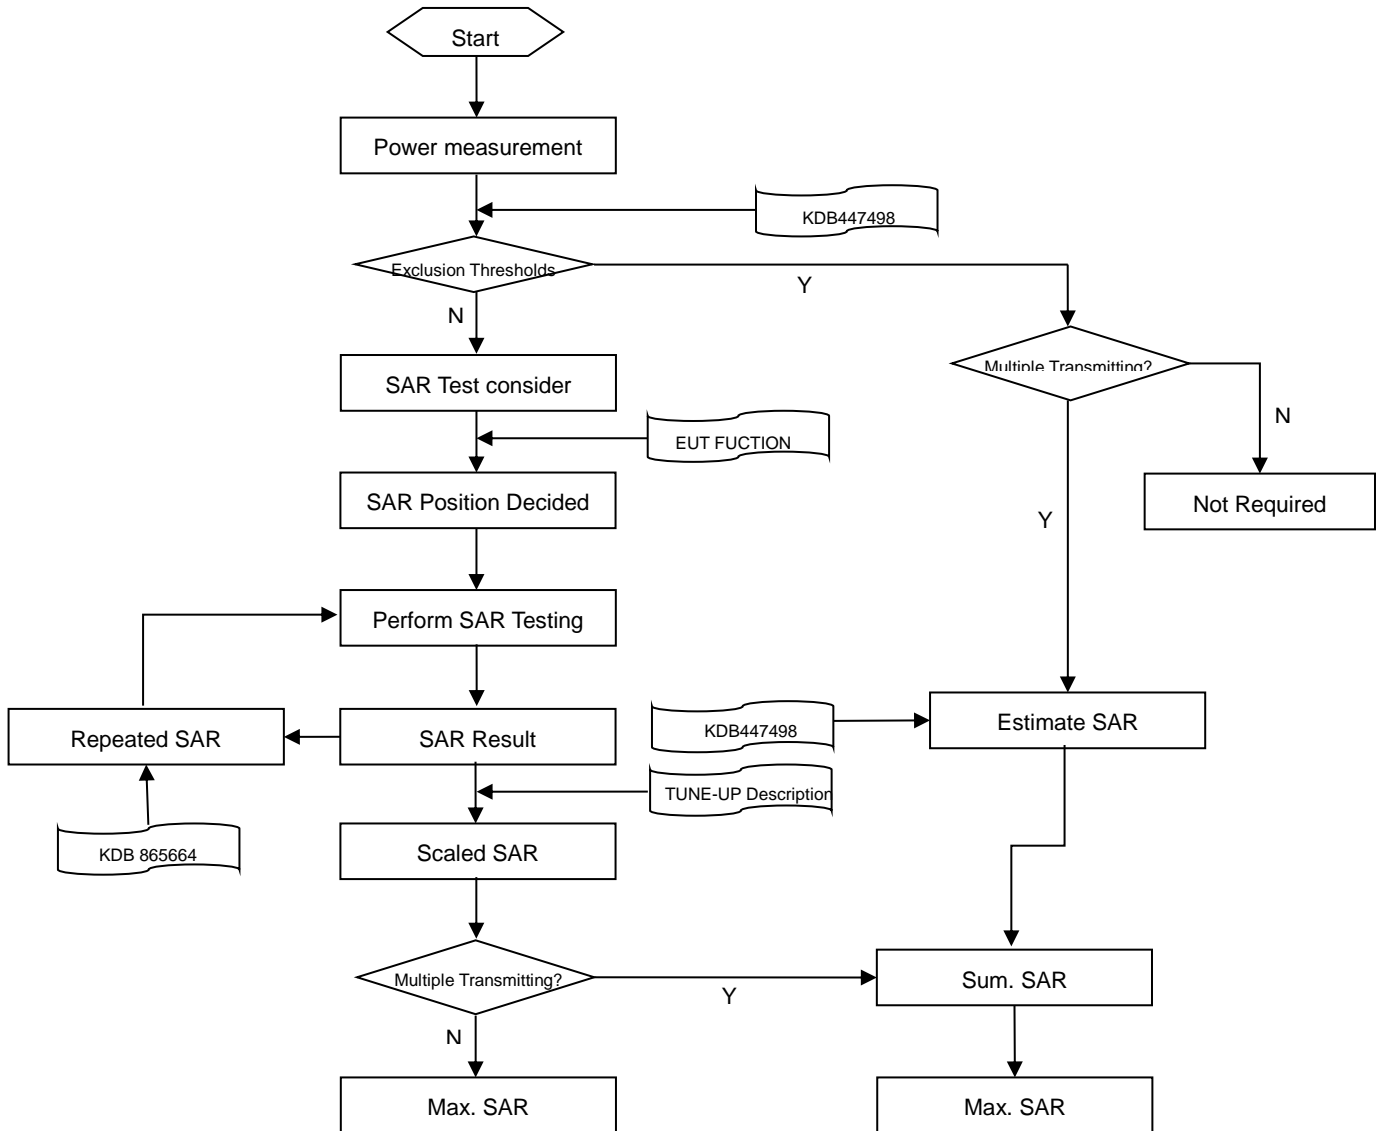 Start
Power measurement
KDB447498
Exclusion Thresholds
Y
N
Multiple Transmitting?
SAR Test consider
N
EUT FUCTION
SAR Position Decided
Not Required
Y
Perform SAR Testing
Repeated SAR
SAR Result
KDB447498
Estimate SAR
TUNE-UP Description
KDB 865664
Scaled SAR
Multiple Transmitting?
Y
Sum. SAR
N
Max. SAR
Max. SAR